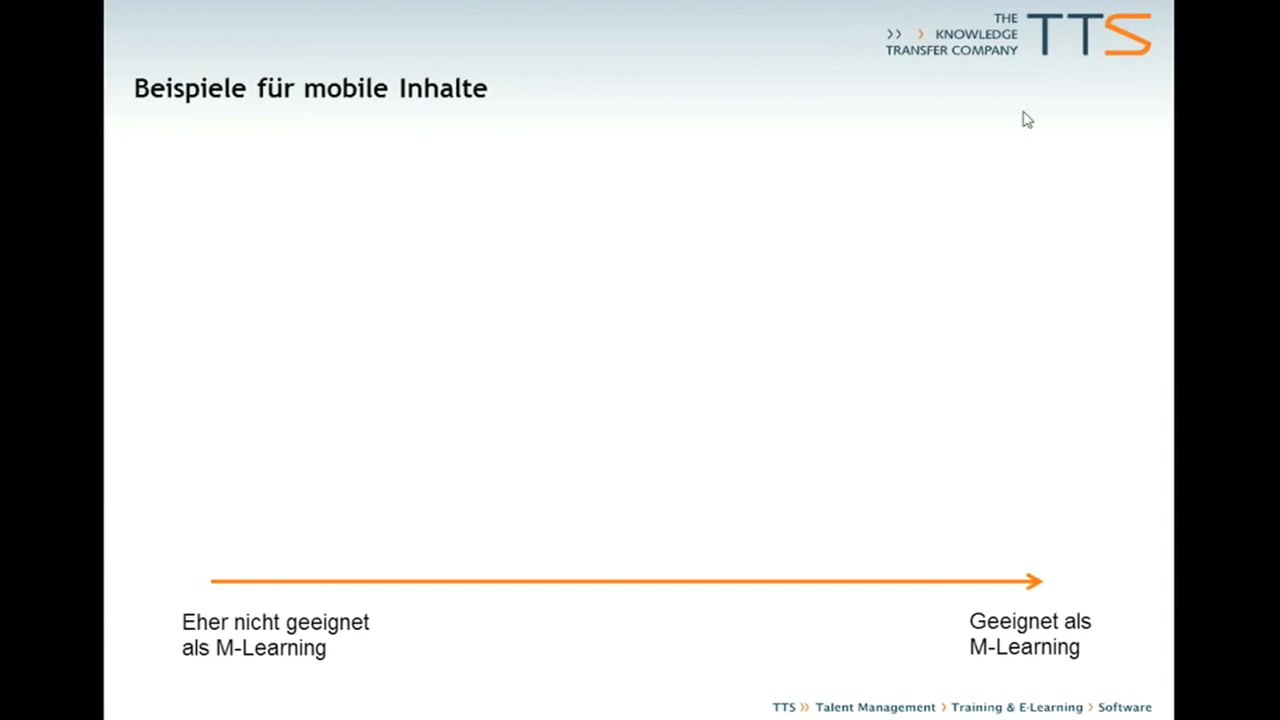 THE
›› › KNOWLEDGE
TRANSFER COMPANY
TTS
Beispiele für mobile Inhalte
Eher nicht geeignet
als M-Learning
Geeignet als
M-Learning
TTS ›› Talent Management › Training & E-Learning › Software